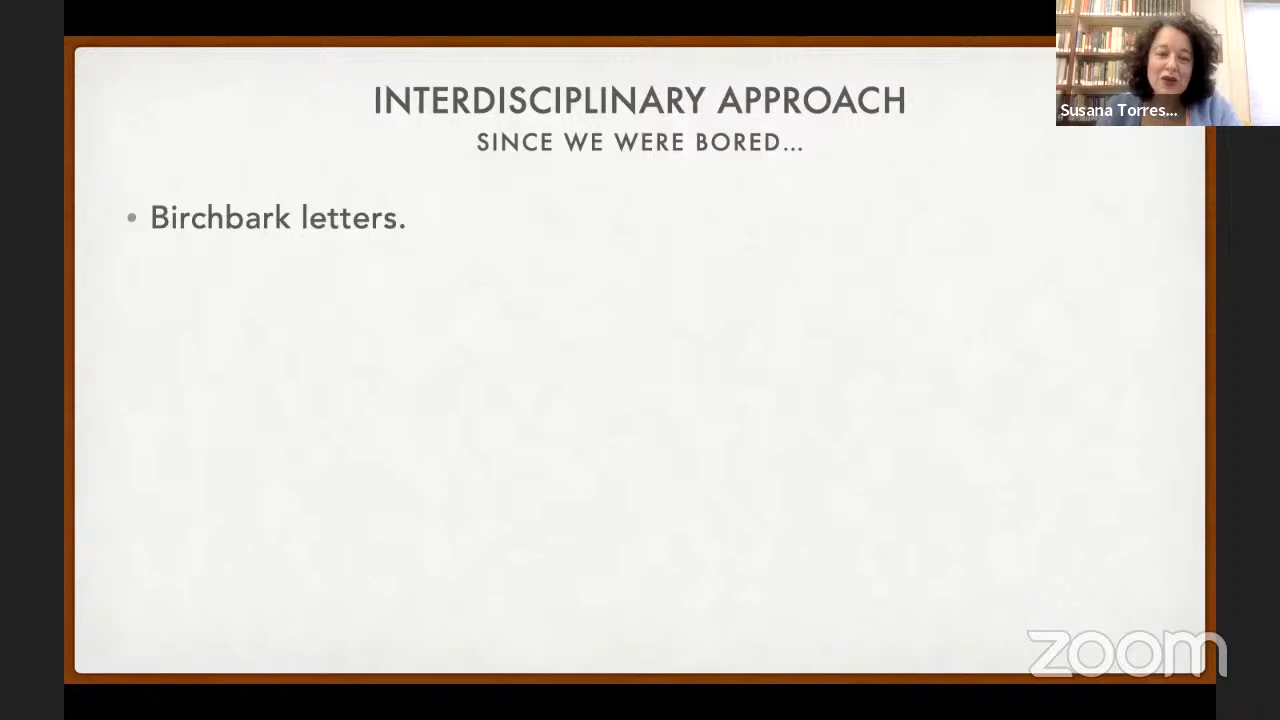 INTERDISCIPLINARY APPROACH
SINCE WE WERE BORED...
• Birchbark letters.
Susana Torres...
zoom